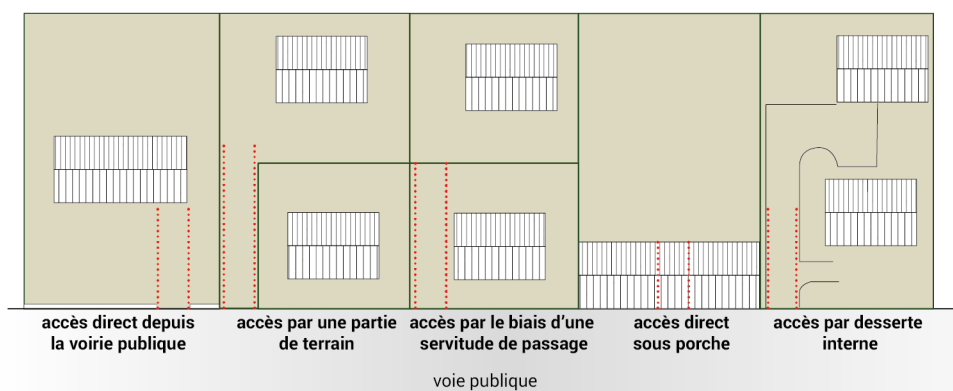 accès direct depuis
la voirie publique
accès par une partie
de terrain
accès par le biais d'une
servitude de passage
accès direct
sous porche
accès par desserte
interne
voie publique